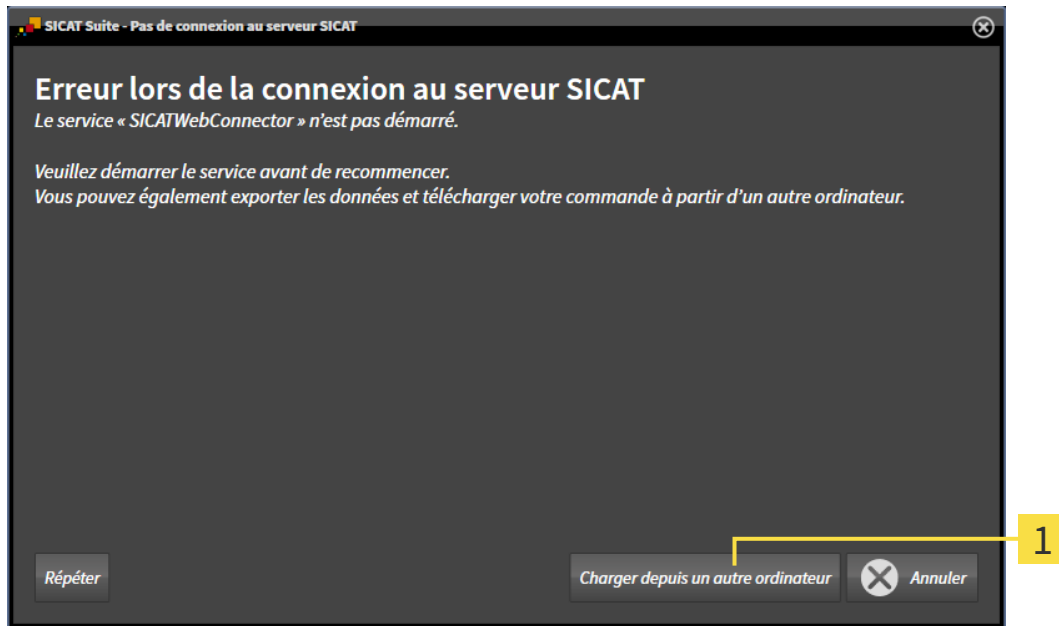 SICAT Suite - Pas de connexion au serveur SICAT
Erreur lors de la connexion au serveur SICAT
Le service « SICATWebConnector » n’est pas démarré.
Veuillez démarrer le service avant de recommencer.
Vous pouvez également exporter les données et télécharger votre commande à partir d’un autre ordinateur.
1
Répéter
Charger depuis un autre ordinateur
Annuler